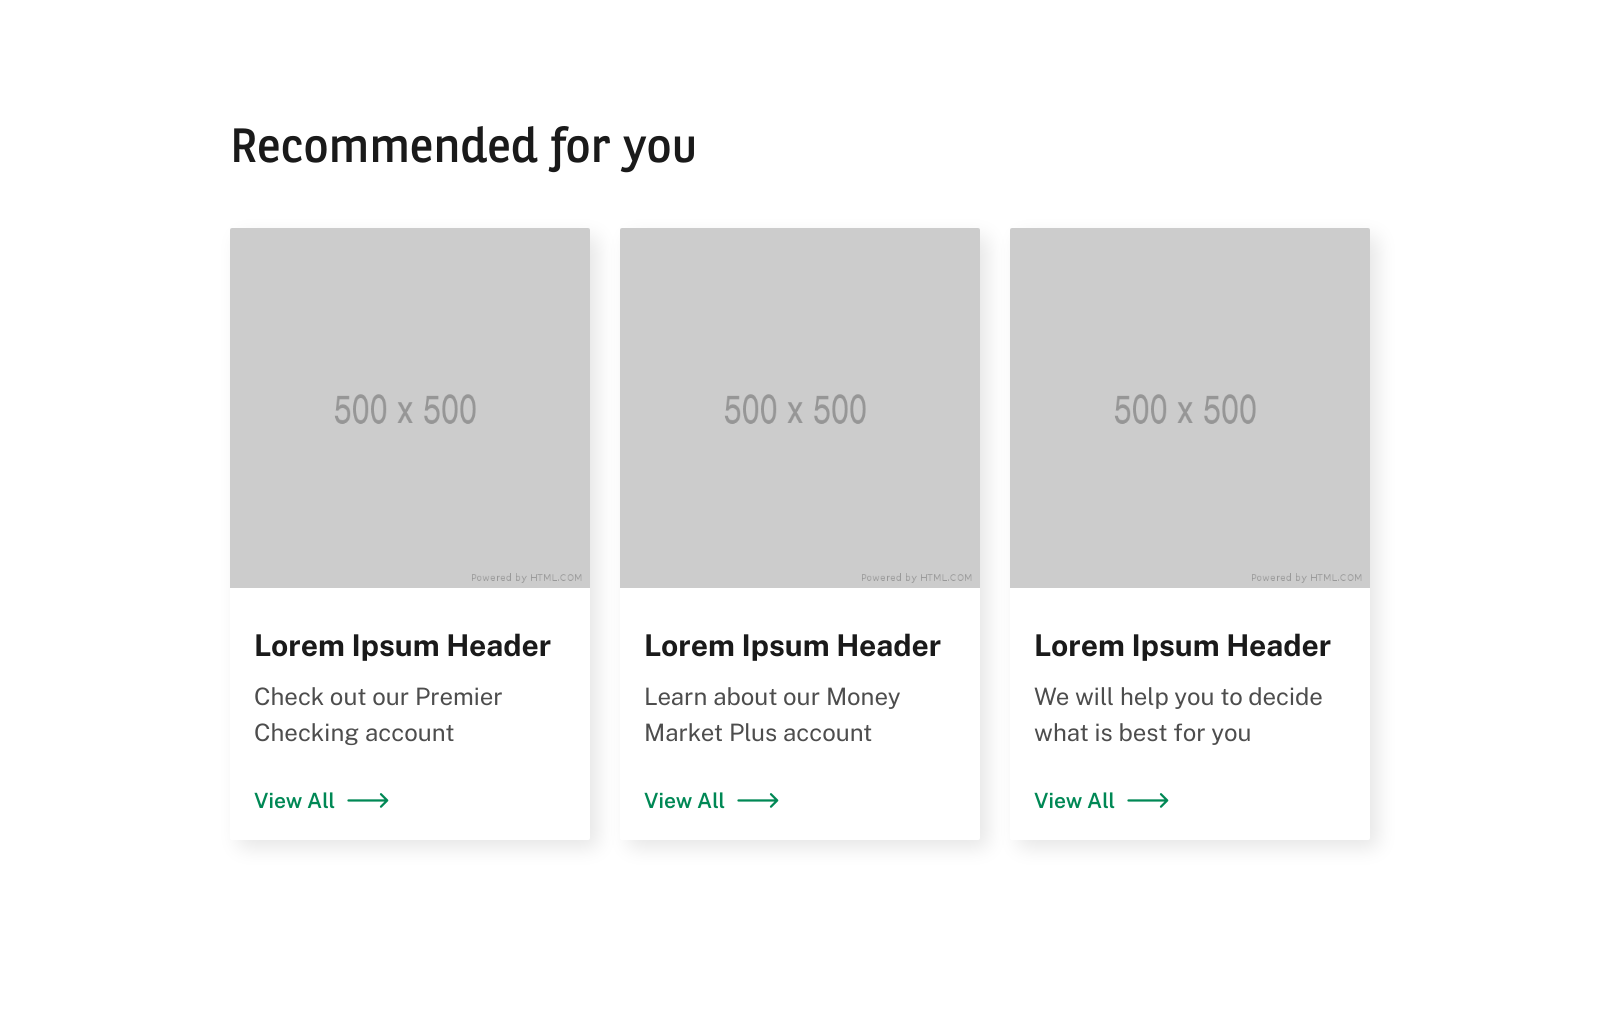 Recommended for you
500 x 500
Powered by HTML.COM
Lorem Ipsum Header
Check out our Premier
Checking account
View All
500 x 500
Powered by HTML.COM
Lorem Ipsum Header
Learn about our Money
Market Plus account
View All
500 x 500
Powered by HTML.COM
Lorem Ipsum Header
We will help you to decide
what is best for you
View All